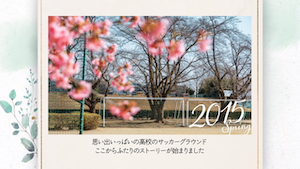 2015
Spring
思い出いっぱいの高校のサッカーグラウンド
ここからふたりのストーリーが始まりました